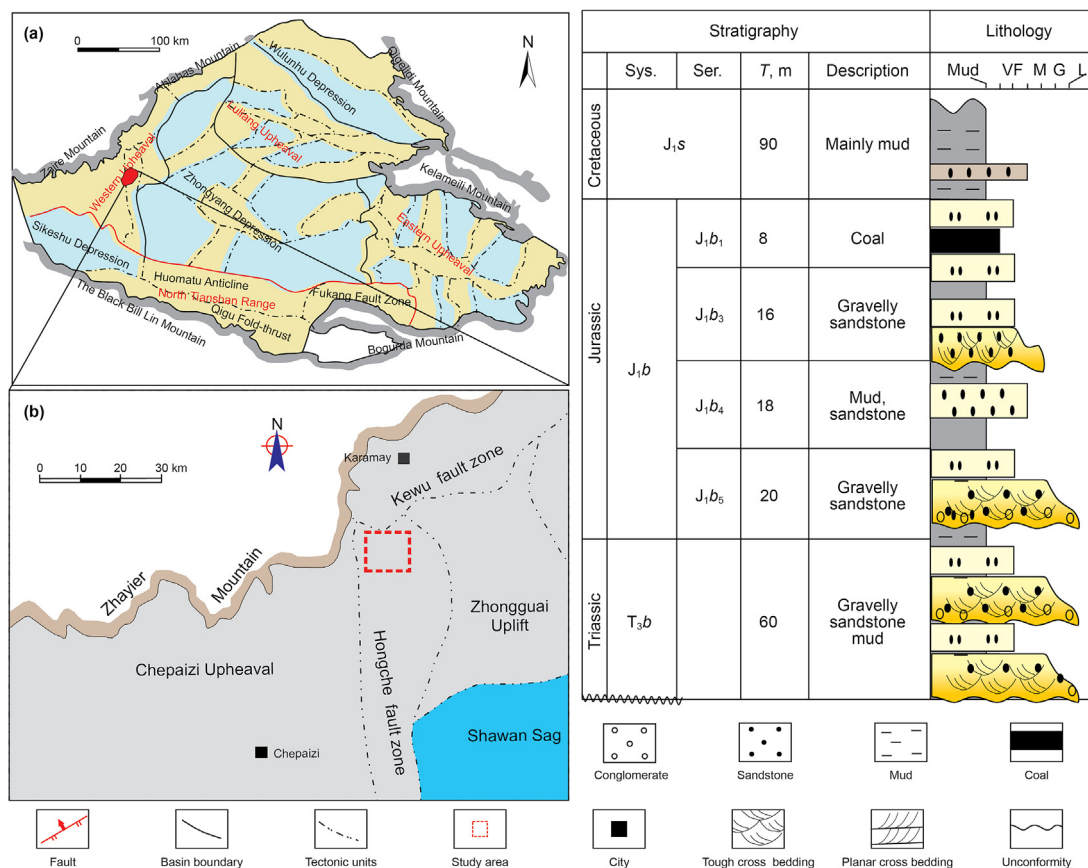 (a)
0 100 km
N
Ahlahas Mountain
Wulunhu Depression
Qigeildi Mountain
Luliang Upheaval
Zaire Mountain
Western Upheaval
Kelameili Mountain
Zhongyang Depression
Eastern Upheaval
Sikeshu Depression
Huomatu Anticline
North Tianshan Range
Fukang Fault Zone
The Black Bill Lin Mountain
Qigu Fold-thrust
Bogurda Mountain
(b)
N
0 10 20 30 km
Karamay
Kewu fault zone
Zhayier Mountain
Zhongguai
Uplift
Hongche fault zone
Chepaizi Upheaval
Shawan Sag
Chepaizi
Stratigraphy Lithology
Sys. Ser. T, m Description Mud VF M G L
Cretaceous J₁s 90 Mainly mud
Jurassic J₁b
J₁b₁ 8 Coal
J₁b₃ 16 Gravelly
sandstone
J₁b₄ 18 Mud,
sandstone
J₁b₅ 20 Gravelly
sandstone
Triassic T₃b 60 Gravelly
sandstone
mud
Conglomerate Sandstone Mud Coal
Fault Basin boundary Tectonic units Study area City Tough cross bedding Planar cross bedding Unconformity